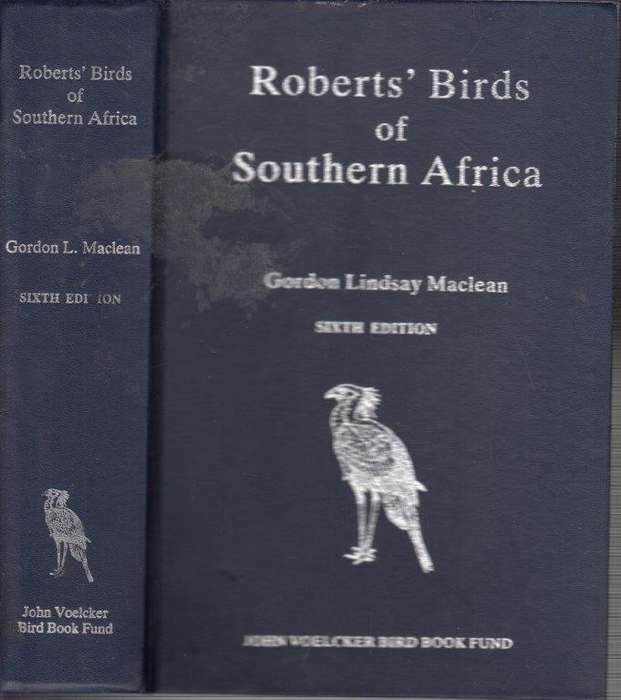 Roberts' Birds
of
Southern Africa
Gordon L. Maclean
SIXTH EDI ION
John Voelcker
Bird Book Fund
Roberts' Birds
of
Southern Africa
Gordon Lindsay Maclean
SIXTH EDITION
JOHN VOELCKER BIRD BOOK FUND